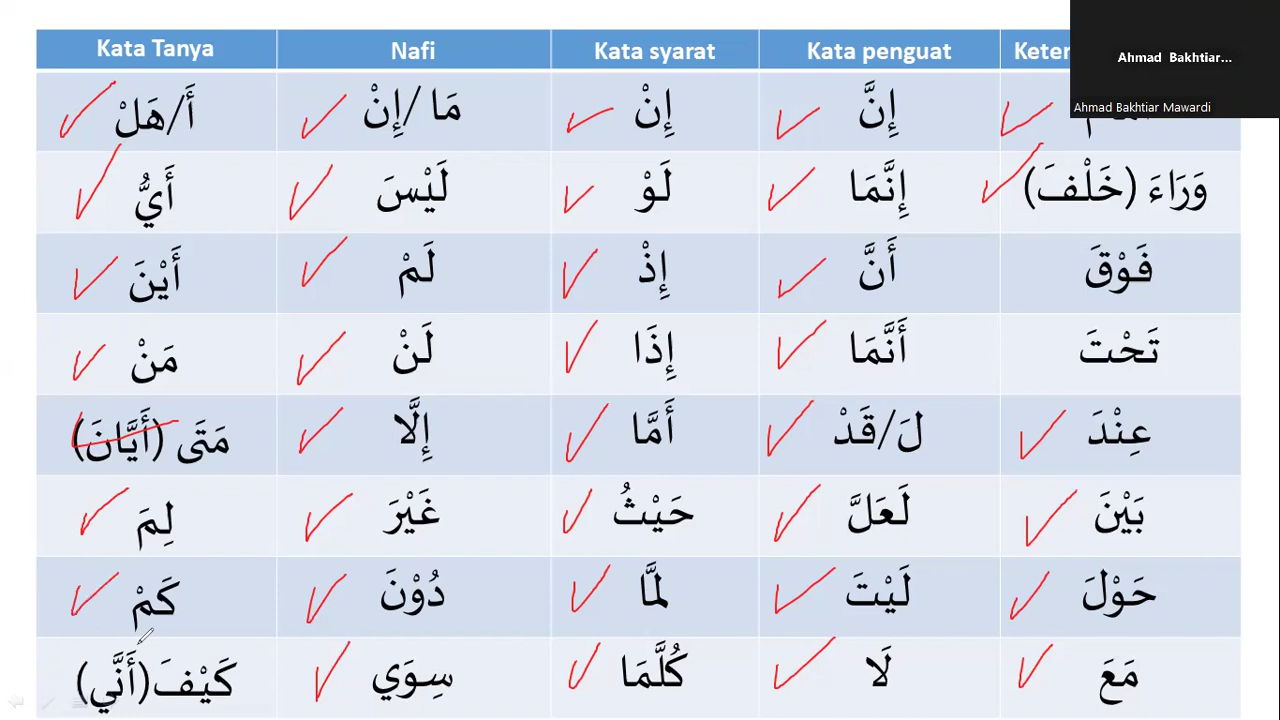 Kata Tanya Nafi Kata syarat Kata penguat
Ahmad Bakhtiar...
Ahmad Bakhtiar Mawardi
أَ/هَلْ مَا /إِنْ إِنْ إِنَّ
أَيُّ لَيْسَ لَوْ إِنَّمَا وَرَاءَ (خَلْفَ)
أَيْنَ لَمْ إِذْ أَنَّ فَوْقَ
مَنْ لَنْ إِذَا أَنَّمَا تَحْتَ
مَتَى (أَيَّانَ) إِلَّا أَمَّا لَ/قَدْ عِنْدَ
لِمَ غَيْرَ حَيْثُ لَعَلَّ بَيْنَ
كَمْ دُوْنَ لَمَّا لَيْتَ حَوْلَ
كَيْفَ(أَنَّي) سِوَي كُلَّمَا لَا مَعَ